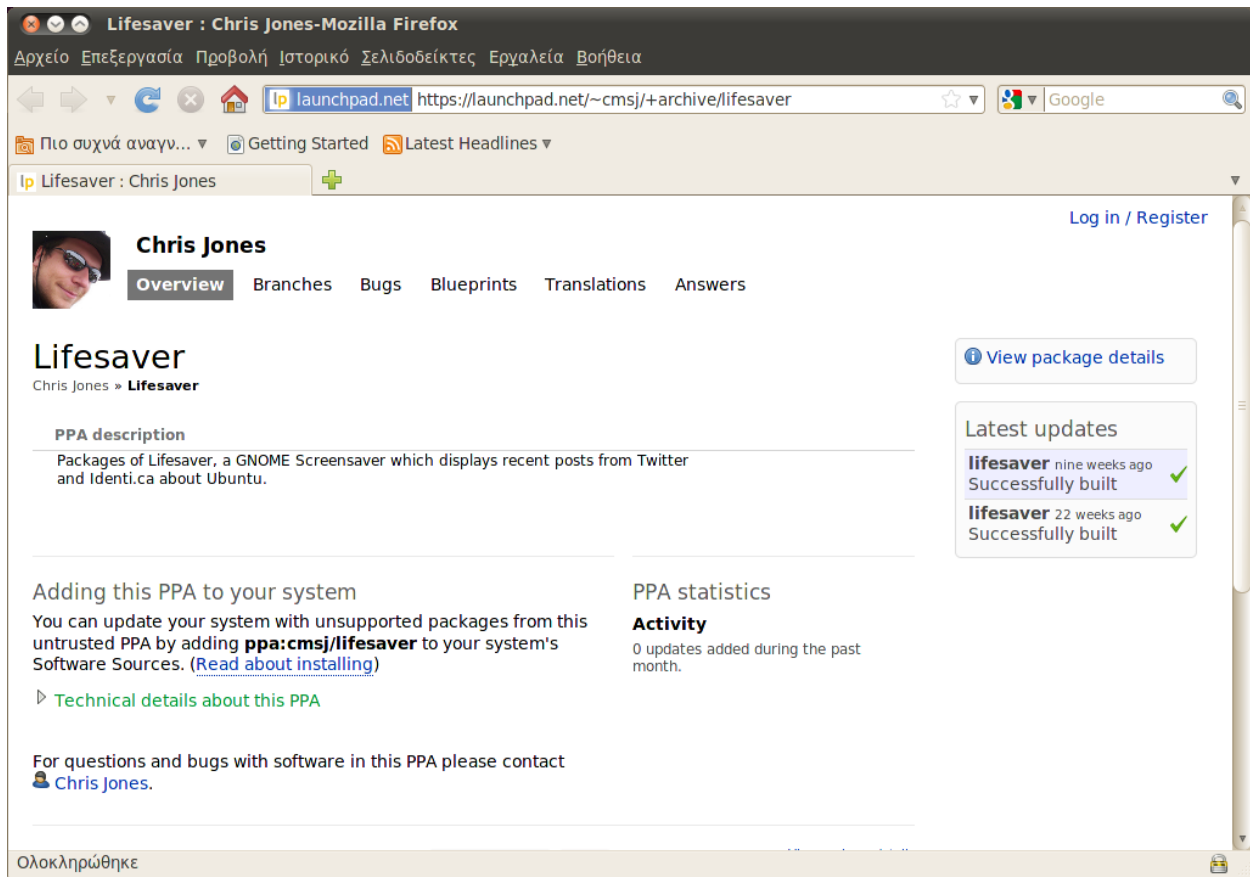 Lifesaver : Chris Jones-Mozilla Firefox
Αρχείο Επεξεργασία Προβολή Ιστορικό Σελιδοδείκτες Εργαλεία Βοήθεια
lp launchpad.net https://launchpad.net/~cmsj/+archive/lifesaver Google
Πιο συχνά αναγν... Getting Started Latest Headlines
lp Lifesaver : Chris Jones
Log in / Register
Chris Jones
Overview Branches Bugs Blueprints Translations Answers
Lifesaver
Chris Jones » Lifesaver
PPA description
Packages of Lifesaver, a GNOME Screensaver which displays recent posts from Twitter
and Identi.ca about Ubuntu.
View package details
Latest updates
lifesaver nine weeks ago
Successfully built
lifesaver 22 weeks ago
Successfully built
Adding this PPA to your system
You can update your system with unsupported packages from this
untrusted PPA by adding ppa:cmsj/lifesaver to your system's
Software Sources. (Read about installing)
Technical details about this PPA
For questions and bugs with software in this PPA please contact
Chris Jones.
PPA statistics
Activity
0 updates added during the past
month.
Ολοκληρώθηκε